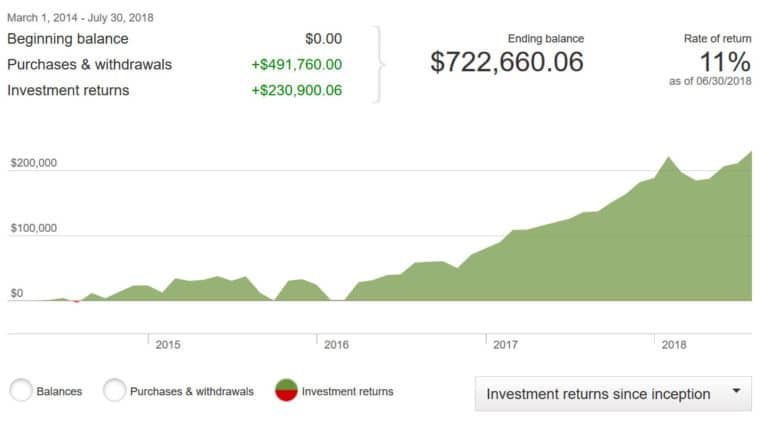 March 1, 2014 - July 30, 2018
Beginning balance $0.00
Purchases & withdrawals +$491,760.00
Investment returns +$230,900.06
Ending balance
$722,660.06
Rate of return
11%
as of 06/30/2018
$200,000
$100,000
$0
2015 2016 2017 2018
Balances Purchases & withdrawals Investment returns Investment returns since inception